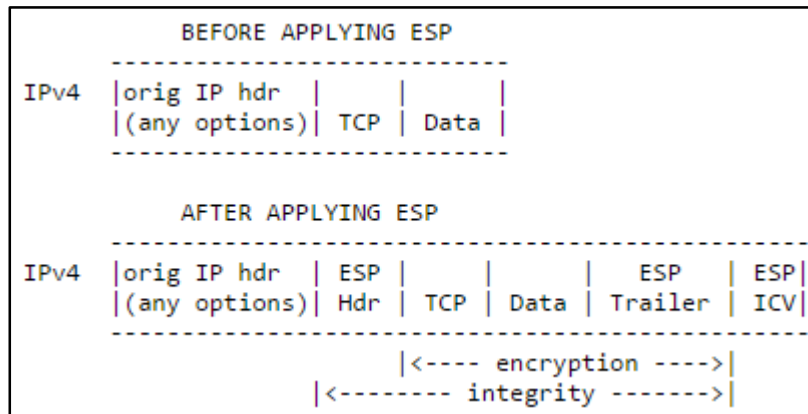 BEFORE APPLYING ESP
----------------------------
IPv4  |orig IP hdr  |     |      |
|(any options)| TCP | Data |
----------------------------
AFTER APPLYING ESP
-------------------------------------------------
IPv4  |orig IP hdr  | ESP |     |      |   ESP   | ESP|
|(any options)| Hdr | TCP | Data | Trailer | ICV|
-------------------------------------------------
|<---- encryption ---->|
|<-------- integrity ------->|